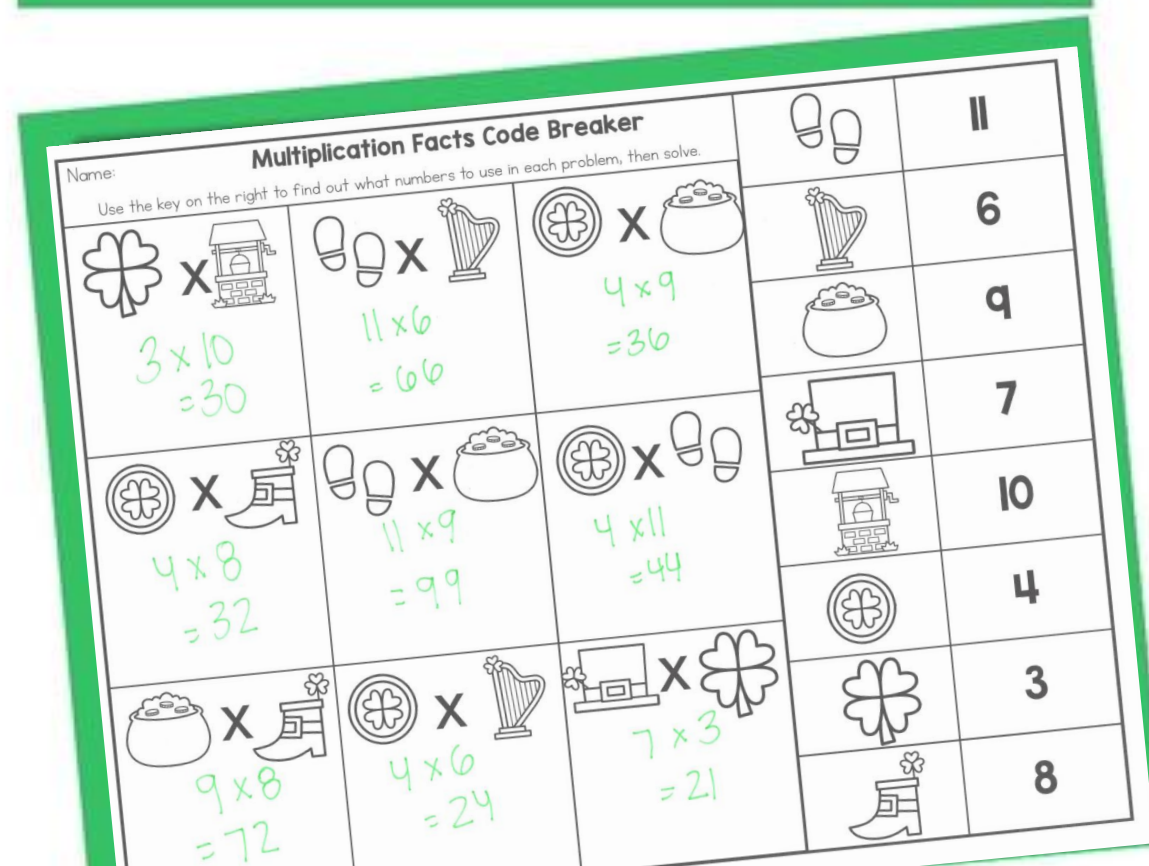 Multiplication Facts Code Breaker
Name:
Use the key on the right to find out what numbers to use in each problem, then solve.
X
3 x 10
=30
X
11 x 6
= 66
X
4 x 9
=36
X
4 x 8
= 32
X
11 x 9
= 99
X
4 x 11
=44
X
9 x 8
= 72
X
4 x 6
= 24
X
7 x 3
= 21
11
6
9
7
10
4
3
8